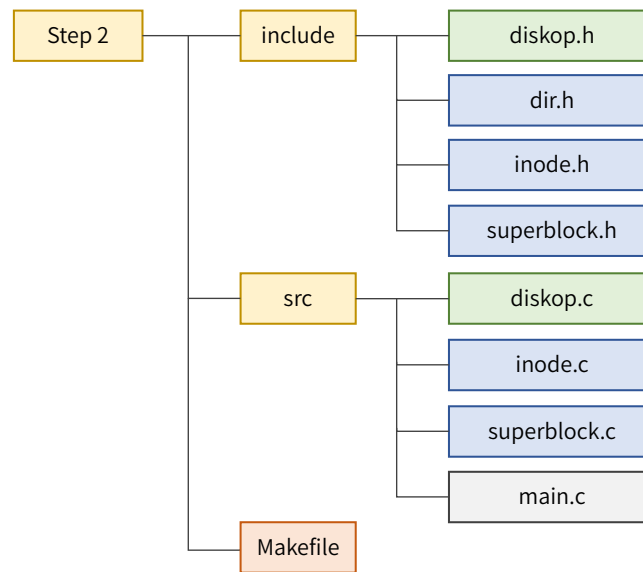 Step 2
include
diskop.h
dir.h
inode.h
superblock.h
src
diskop.c
inode.c
superblock.c
main.c
Makefile